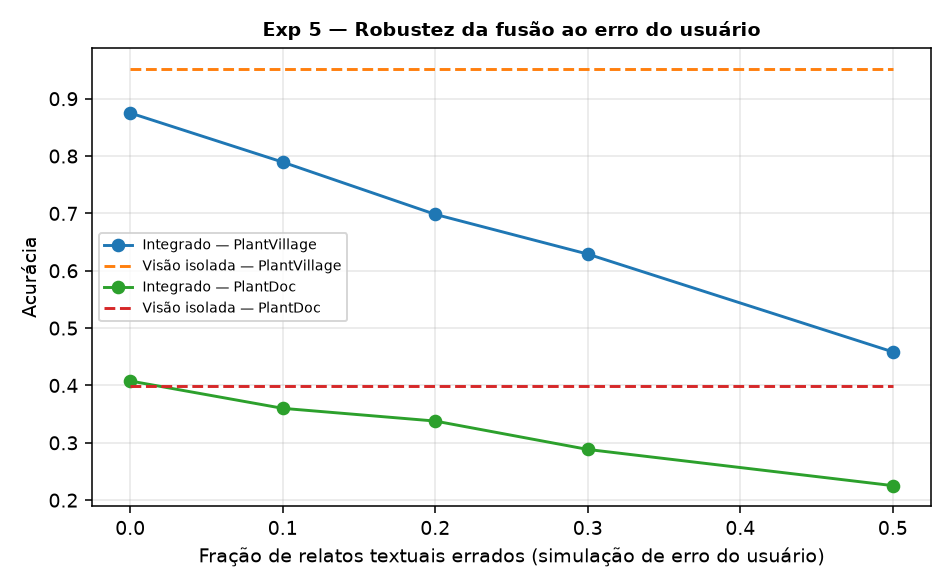 Exp 5 — Robustez da fusão ao erro do usuário
Acurácia
0.9
0.8
0.7
0.6
0.5
0.4
0.3
0.2
Integrado — PlantVillage
Visão isolada — PlantVillage
Integrado — PlantDoc
Visão isolada — PlantDoc
0.0 0.1 0.2 0.3 0.4 0.5
Fração de relatos textuais errados (simulação de erro do usuário)